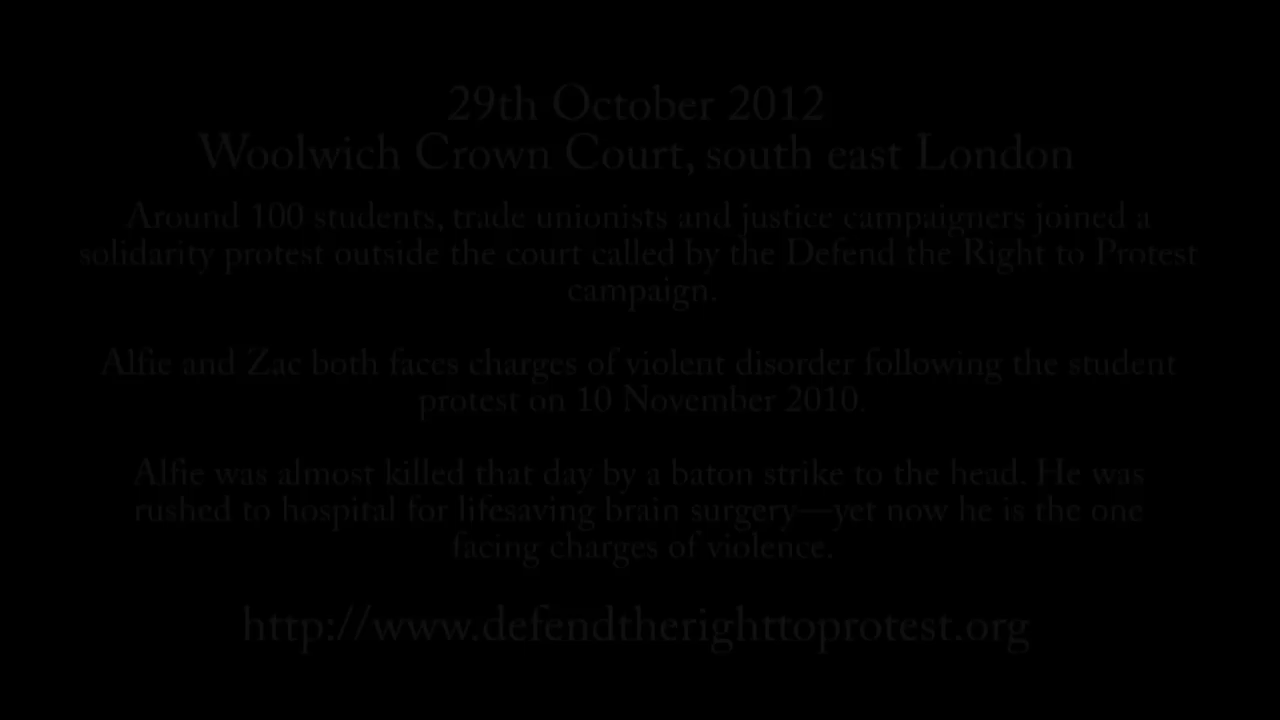 29th October 2012
Woolwich Crown Court, south east London
Around 100 students, trade unionists and justice campaigners joined a
solidarity protest outside the court called by the Defend the Right to Protest
campaign.
Alfie and Zac both faces charges of violent disorder following the student
protest on 10 November 2010.
Alfie was almost killed that day by a baton strike to the head. He was
rushed to hospital for lifesaving brain surgery—yet now he is the one
facing charges of violence.
http://www.defendtherighttoprotest.org